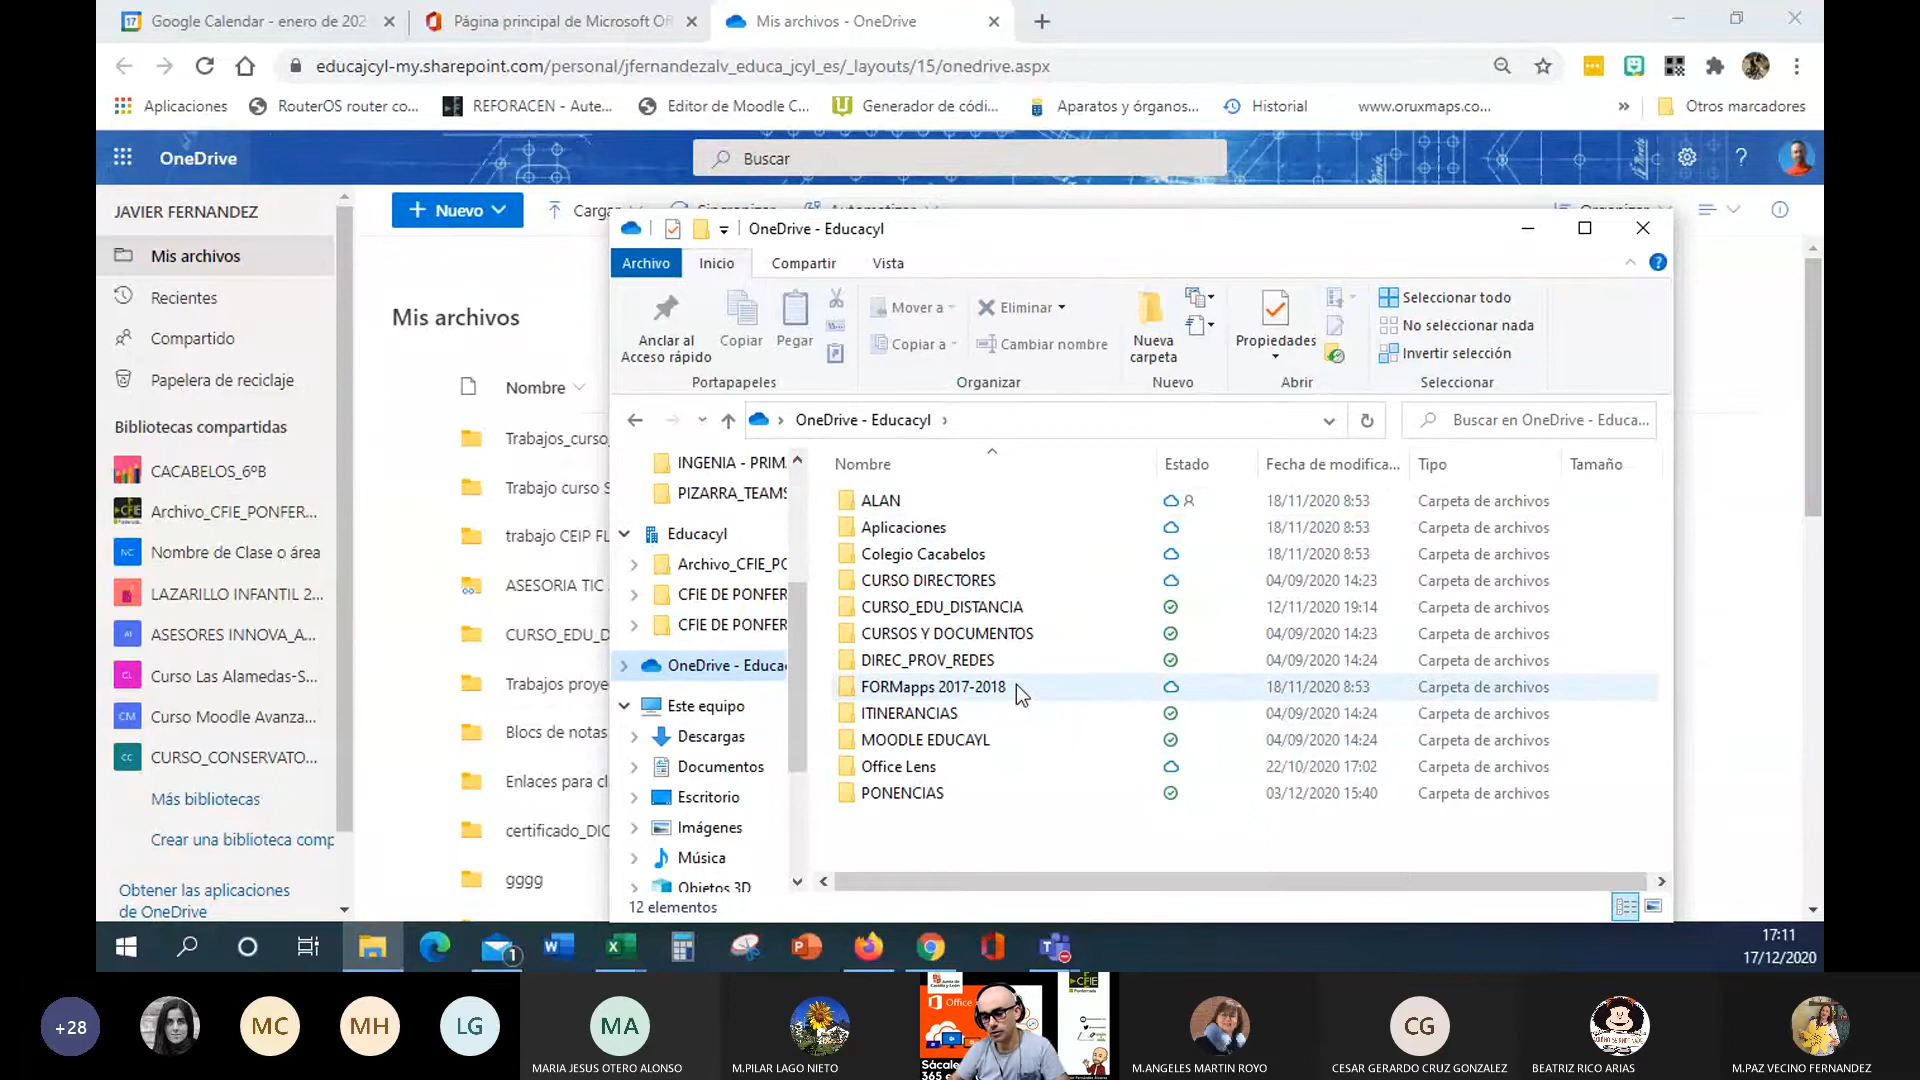 Google Calendar - enero de 202
Página principal de Microsoft Of
Mis archivos - OneDrive
educajcyl-my.sharepoint.com/personal/jfernandezalv_educa_jcyl_es/_layouts/15/onedrive.aspx
Aplicaciones
RouterOS router co...
REFORACEN - Aute...
Editor de Moodle C...
Generador de códi...
Aparatos y órganos...
Historial
www.oruxmaps.co...
»
Otros marcadores
OneDrive
Buscar
JAVIER FERNANDEZ
Mis archivos
Recientes
Compartido
Papelera de reciclaje
Bibliotecas compartidas
CACABELOS_6ºB
Archivo_CFIE_PONFER...
NC Nombre de Clase o área
LAZARILLO INFANTIL 2...
AI ASESORES INNOVA_A...
CL Curso Las Alamedas-S...
CM Curso Moodle Avanza...
CC CURSO_CONSERVATO...
Más bibliotecas
Crear una biblioteca comp
Obtener las aplicaciones
de OneDrive
+ Nuevo
Mis archivos
Nombre
Trabajos_curso_
Trabajo curso S
trabajo CEIP FL
ASESORIA TIC
CURSO_EDU_D
Trabajos proye
Blocs de notas
Enlaces para cl
certificado_DIC
gggg
OneDrive - Educacyl
Archivo
Inicio
Compartir
Vista
Anclar al
Acceso rápido
Copiar
Pegar
Portapapeles
Mover a
Copiar a
Eliminar
Cambiar nombre
Organizar
Nueva
carpeta
Nuevo
Propiedades
Abrir
Seleccionar todo
No seleccionar nada
Invertir selección
Seleccionar
OneDrive - Educacyl
Buscar en OneDrive - Educa...
INGENIA - PRIM
PIZARRA_TEAMS
Educacyl
Archivo_CFIE_PO
CFIE DE PONFER
CFIE DE PONFER
OneDrive - Educa
Este equipo
Descargas
Documentos
Escritorio
Imágenes
Música
Objetos 3D
Nombre Estado Fecha de modifica... Tipo Tamaño
ALAN 18/11/2020 8:53 Carpeta de archivos
Aplicaciones 18/11/2020 8:53 Carpeta de archivos
Colegio Cacabelos 18/11/2020 8:53 Carpeta de archivos
CURSO DIRECTORES 04/09/2020 14:23 Carpeta de archivos
CURSO_EDU_DISTANCIA 12/11/2020 19:14 Carpeta de archivos
CURSOS Y DOCUMENTOS 04/09/2020 14:23 Carpeta de archivos
DIREC_PROV_REDES 04/09/2020 14:24 Carpeta de archivos
FORMapps 2017-2018 18/11/2020 8:53 Carpeta de archivos
ITINERANCIAS 04/09/2020 14:24 Carpeta de archivos
MOODLE EDUCAYL 04/09/2020 14:24 Carpeta de archivos
Office Lens 22/10/2020 17:02 Carpeta de archivos
PONENCIAS 03/12/2020 15:40 Carpeta de archivos
12 elementos
17:11
17/12/2020
+28
MC
MH
LG
MA
MARIA JESUS OTERO ALONSO
M.PILAR LAGO NIETO
Office
Sácale
365 e
CFIE
M.ANGELES MARTIN ROYO
CG
CESAR GERARDO CRUZ GONZALEZ
BEATRIZ RICO ARIAS
M.PAZ VECINO FERNANDEZ